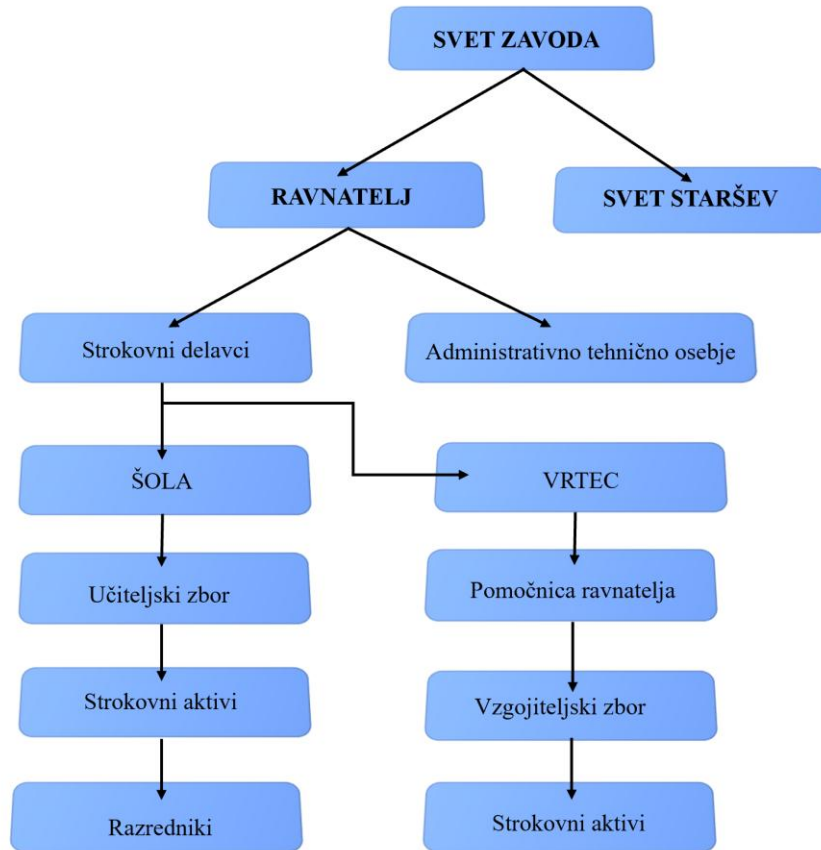 SVET ZAVODA
RAVNATELJ
SVET STARŠEV
Strokovni delavci
Administrativno tehnično osebje
ŠOLA
VRTEC
Učiteljski zbor
Pomočnica ravnatelja
Strokovni aktivi
Vzgojiteljski zbor
Razredniki
Strokovni aktivi